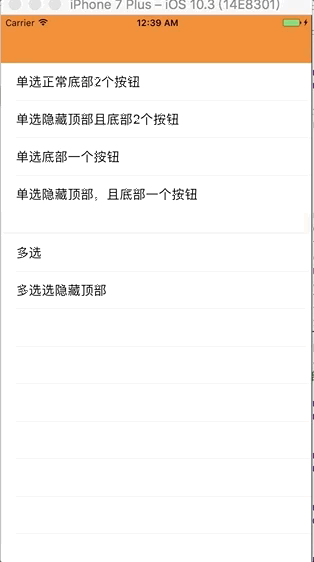 iPhone 7 Plus – iOS 10.3 (14E8301)
Carrier 12:39 AM
单选正常底部2个按钮
单选隐藏顶部且底部2个按钮
单选底部一个按钮
单选隐藏顶部，且底部一个按钮
多选
多选选隐藏顶部